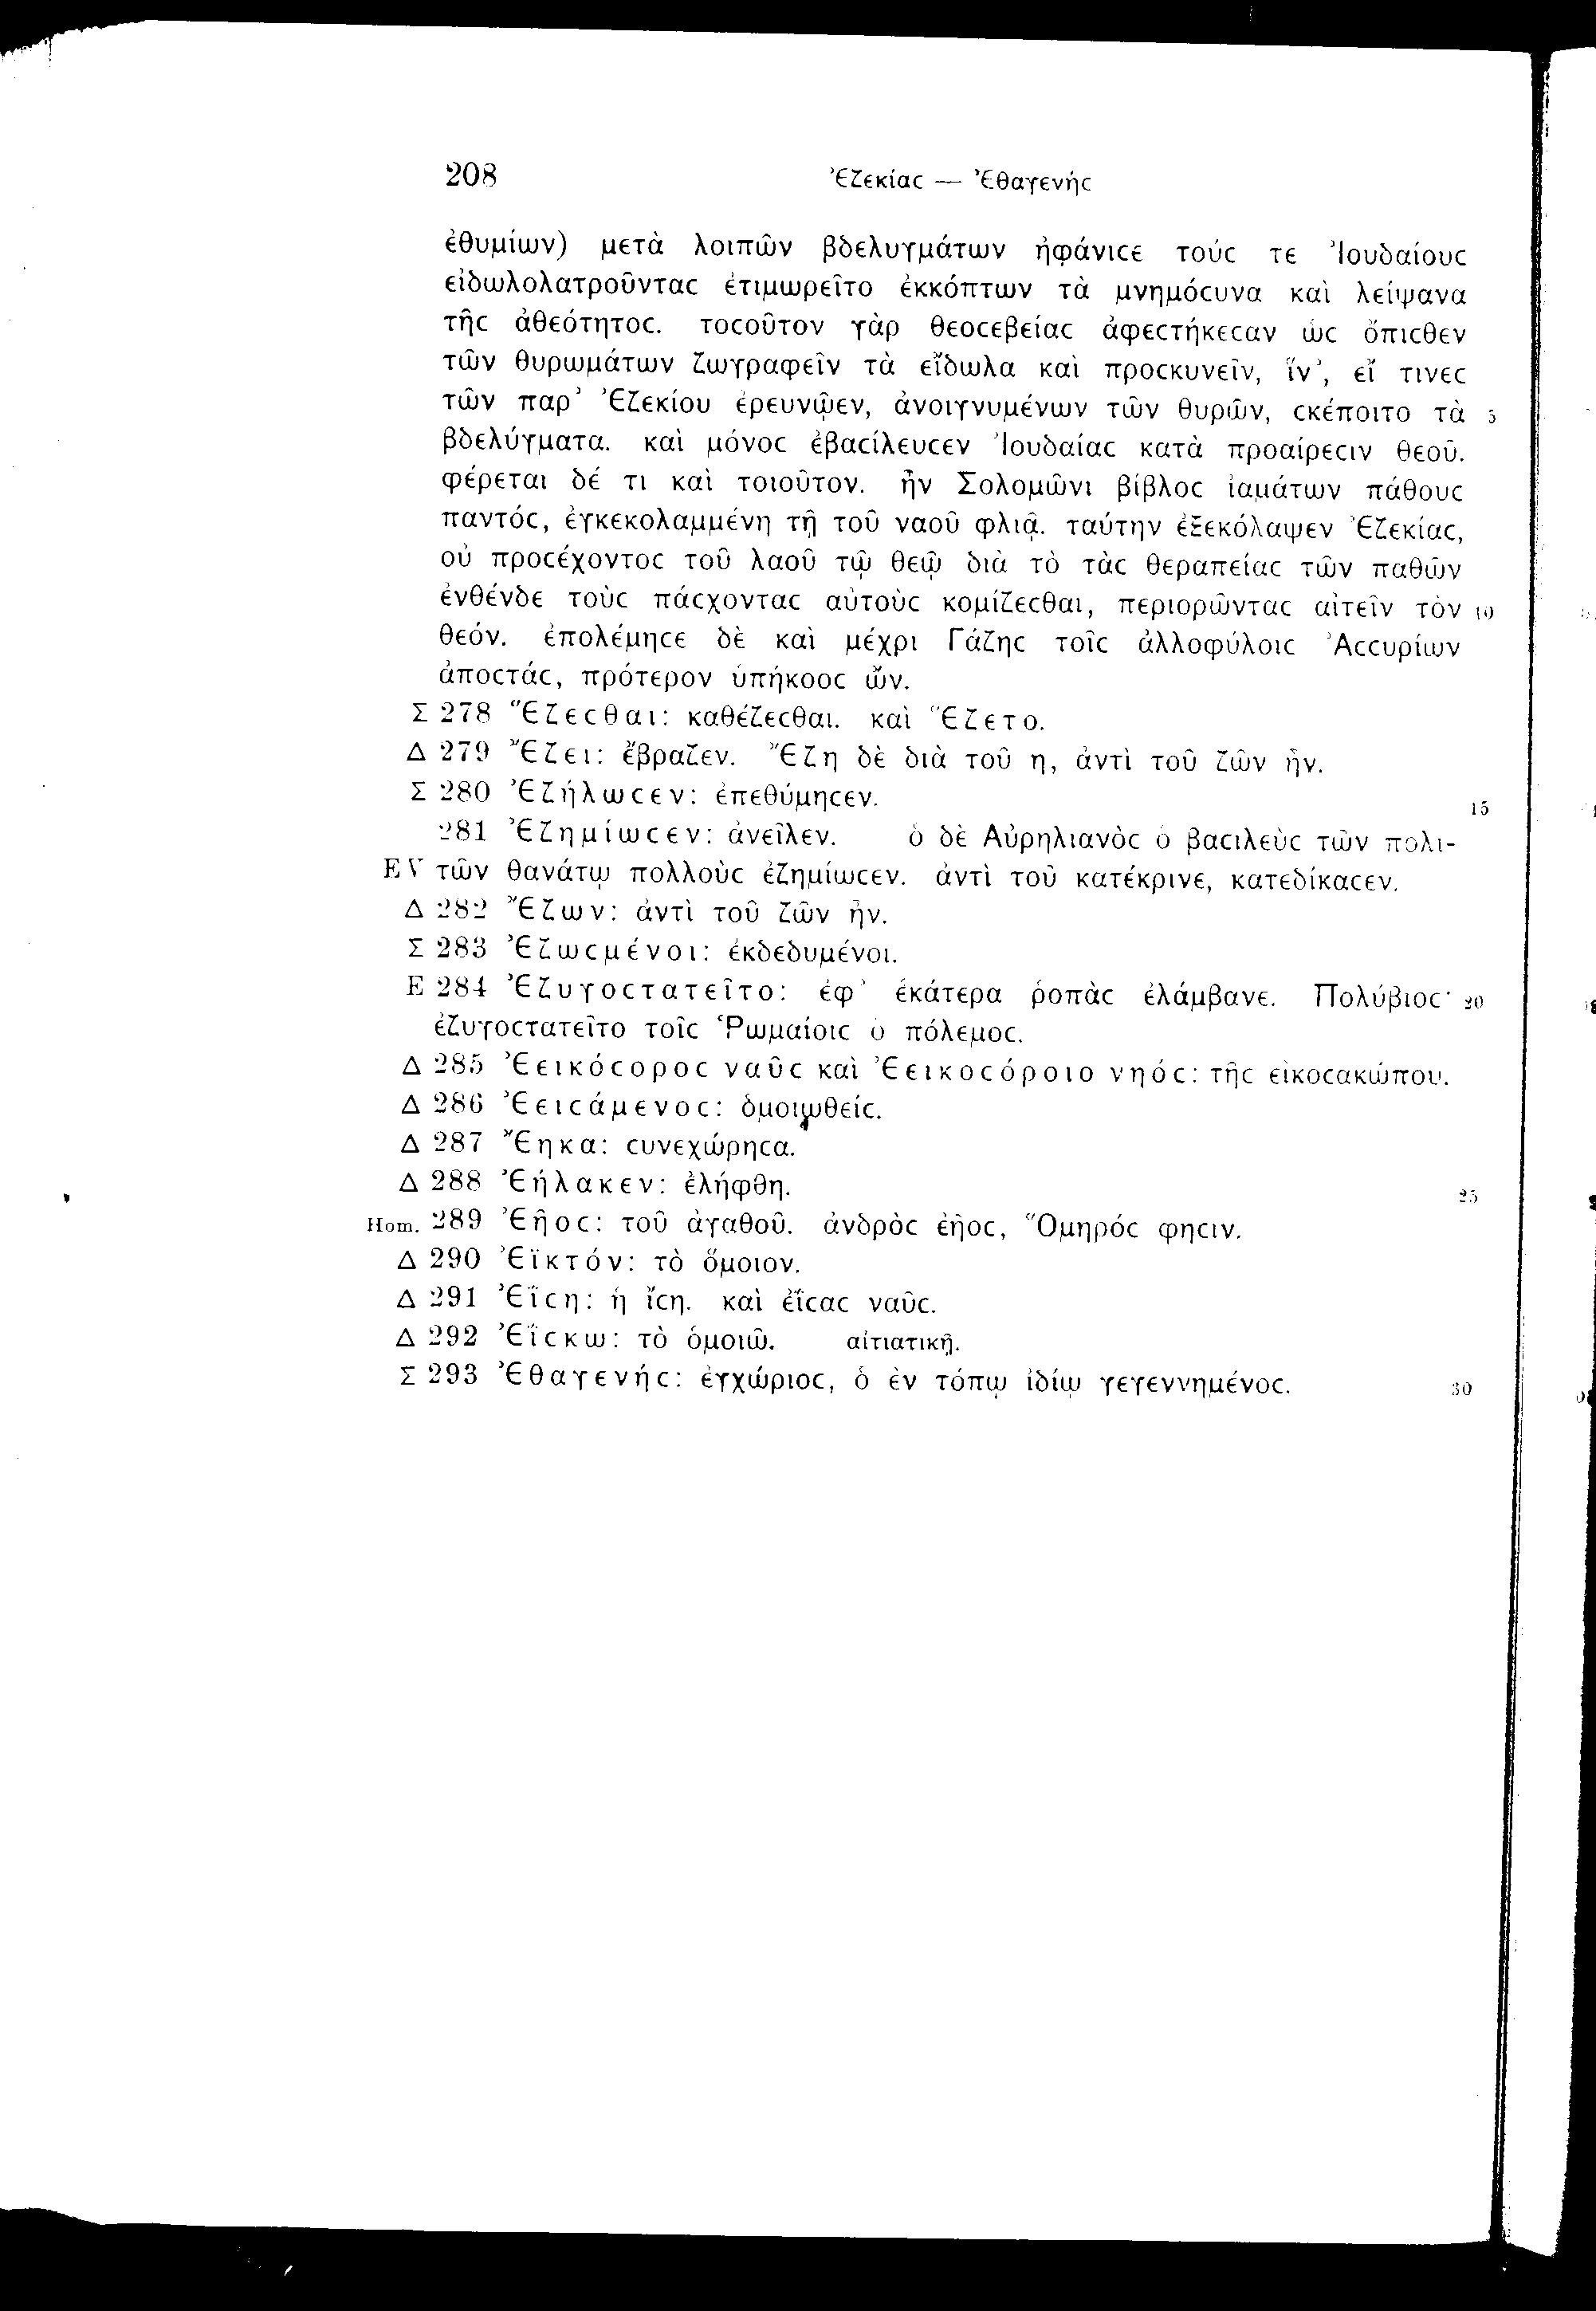 208 Ἐζεκίαϲ — Ἐθαγενήϲ
ἐθυμίων) μετὰ λοιπῶν βδελυγμάτων ἠφάνιϲε τούϲ τε Ἰουδαίουϲ
εἰδωλολατροῦνταϲ ἐτιμωρεῖτο ἐκκόπτων τὰ μνημόϲυνα καὶ λείψανα
τῆϲ ἀθεότητοϲ. τοϲοῦτον γὰρ θεοϲεβείαϲ ἀφεϲτήκεϲαν ὡϲ ὄπιϲθεν
τῶν θυρωμάτων ζωγραφεῖν τὰ εἴδωλα καὶ προϲκυνεῖν, ἵν', εἴ τινεϲ
τῶν παρ' Ἐζεκίου ἐρευνῷεν, ἀνοιγνυμένων τῶν θυρῶν, ϲκέποιτο τὰ 5
βδελύγματα. καὶ μόνοϲ ἐβαϲίλευϲεν Ἰουδαίαϲ κατὰ προαίρεϲιν θεοῦ.
φέρεται δέ τι καὶ τοιοῦτον. ἦν Σολομῶνι βίβλοϲ ἰαμάτων πάθουϲ
παντόϲ, ἐγκεκολαμμένη τῇ τοῦ ναοῦ φλιᾷ. ταύτην ἐξεκόλαψεν Ἐζεκίαϲ,
οὐ προϲέχοντοϲ τοῦ λαοῦ τῷ θεῷ διὰ τὸ τὰϲ θεραπείαϲ τῶν παθῶν
ἐνθένδε τοὺϲ πάϲχονταϲ αὐτοὺϲ κομίζεϲθαι, περιορῶνταϲ αἰτεῖν τὸν 10
θεόν. ἐπολέμηϲε δὲ καὶ μέχρι Γάζηϲ τοῖϲ ἀλλοφύλοιϲ Ἀϲϲυρίων
ἀποϲτάϲ, πρότερον ὑπήκοοϲ ὤν.
Σ 278 Ἕζεϲθαι: καθέζεϲθαι. καὶ Ἕζετο.
Δ 279 Ἔζει: ἔβραζεν. Ἔζη δὲ διὰ τοῦ η, ἀντὶ τοῦ ζῶν ἦν.
Σ 280 Ἐζήλωϲεν: ἐπεθύμηϲεν. 15
281 Ἐζημίωϲεν: ἀνεῖλεν. ὁ δὲ Αὐρηλιανὸϲ ὁ βαϲιλεὺϲ τῶν πολι-
EV τῶν θανάτῳ πολλοὺϲ ἐζημίωϲεν. ἀντὶ τοῦ κατέκρινε, κατεδίκαϲεν.
Δ 282 Ἔζων: ἀντὶ τοῦ ζῶν ἦν.
Σ 283 Ἐζωϲμένοι: ἐκδεδυμένοι.
E 284 Ἐζυγοϲτατεῖτο: ἐφ' ἑκάτερα ῥοπὰϲ ἐλάμβανε. Πολύβιοϲ· 20
ἐζυγοϲτατεῖτο τοῖϲ Ῥωμαίοιϲ ὁ πόλεμοϲ.
Δ 285 Ἐεικόϲοροϲ ναῦϲ καὶ Ἐεικοϲόροιο νηόϲ: τῆϲ εἰκοϲακώπου.
Δ 286 Ἐειϲάμενοϲ: ὁμοιωθείϲ.
Δ 287 Ἔηκα: ϲυνεχώρηϲα.
Δ 288 Ἐήλακεν: ἐλήφθη. 25
Hom. 289 Ἐῆοϲ: τοῦ ἀγαθοῦ. ἀνδρὸϲ ἐῆοϲ, Ὅμηρόϲ φηϲιν.
Δ 290 Ἐϊκτόν: τὸ ὅμοιον.
Δ 291 Ἐΐϲη: ἡ ἴϲη. καὶ ἐΐϲαϲ ναῦϲ.
Δ 292 Ἐΐϲκω: τὸ ὁμοιῶ. αἰτιατικῇ.
Σ 293 Ἐθαγενήϲ: ἐγχώριοϲ, ὁ ἐν τόπῳ ἰδίῳ γεγεννημένοϲ. 30